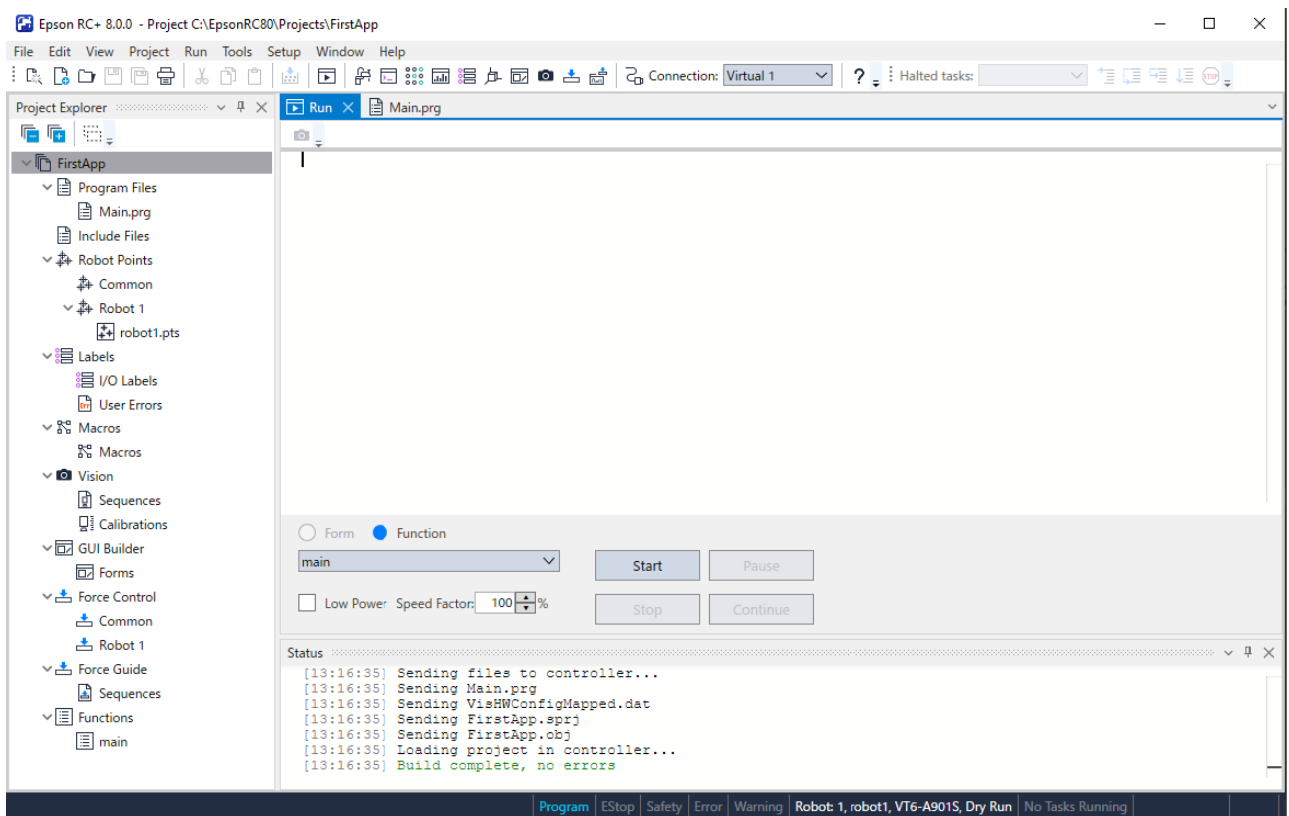 Epson RC+ 8.0.0 - Project C:\EpsonRC80\Projects\FirstApp
File Edit View Project Run Tools Setup Window Help
Connection: Virtual 1 ? Halted tasks: STOP
Project Explorer
Run Main.prg
FirstApp
Program Files
Main.prg
Include Files
Robot Points
Common
Robot 1
robot1.pts
Labels
I/O Labels
Err User Errors
Macros
Macros
Vision
Sequences
Calibrations
GUI Builder
Forms
Force Control
Common
Robot 1
Force Guide
Sequences
Functions
main
Form Function
main
Start Pause
Low Power Speed Factor: 100 %
Stop Continue
Status
[13:16:35] Sending files to controller...
[13:16:35] Sending Main.prg
[13:16:35] Sending VisHWConfigMapped.dat
[13:16:35] Sending FirstApp.sprj
[13:16:35] Sending FirstApp.obj
[13:16:35] Loading project in controller...
[13:16:35] Build complete, no errors
Program EStop Safety Error Warning Robot: 1, robot1, VT6-A901S, Dry Run No Tasks Running